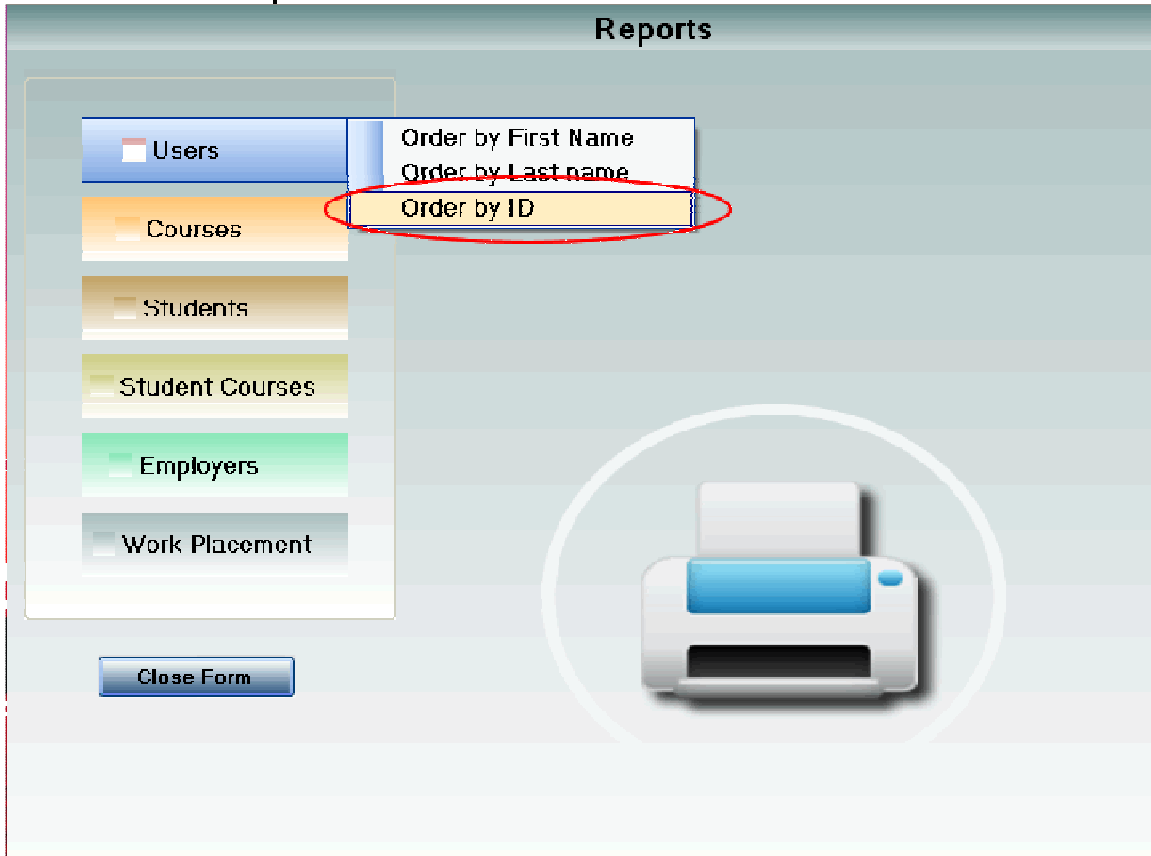 Reports
Users
Order by First Name
Order by Last name
Order by ID
Courses
Students
Student Courses
Employers
Work Placement
Close Form